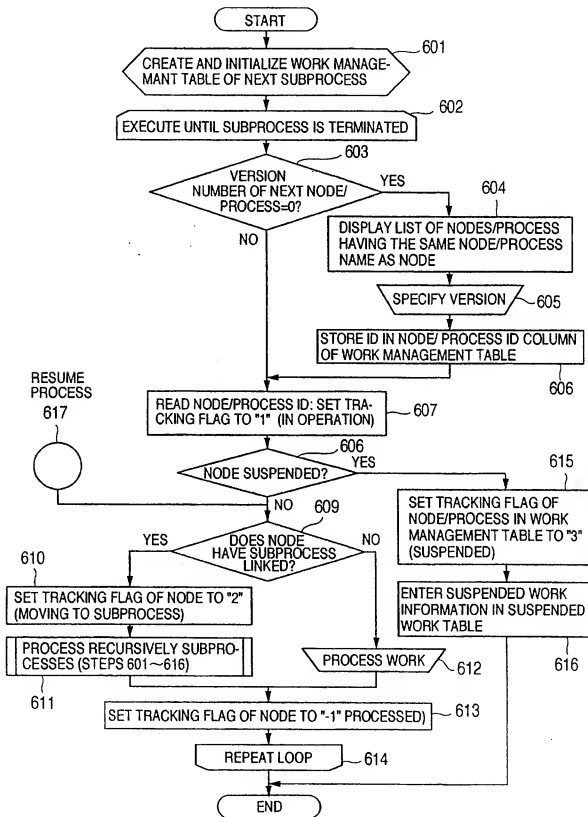 START
CREATE AND INITIALIZE WORK MANAGE-
MANT TABLE OF NEXT SUBPROCESS
601
602
EXECUTE UNTIL SUBPROCESS IS TERMINATED
603
VERSION
NUMBER OF NEXT NODE/
PROCESS=0?
YES
NO
604
DISPLAY LIST OF NODES/PROCESS
HAVING THE SAME NODE/PROCESS
NAME AS NODE
SPECIFY VERSION
605
STORE ID IN NODE/ PROCESS ID COLUMN
OF WORK MANAGEMENT TABLE
606
RESUME
PROCESS
617
READ NODE/PROCESS ID: SET TRA-
CKING FLAG TO "1" (IN OPERATION)
607
606
NODE SUSPENDED?
YES
NO
615
SET TRACKING FLAG OF
NODE/PROCESS IN WORK
MANAGEMENT TABLE TO "3"
(SUSPENDED)
609
DOES NODE
HAVE SUBPROCESS
LINKED?
YES
NO
610
SET TRACKING FLAG OF NODE TO "2"
(MOVING TO SUBPROCESS)
ENTER SUSPENDED WORK
INFORMATION IN SUSPENDED
WORK TABLE
616
PROCESS RECURSIVELY SUBPRO-
CESSES (STEPS 601~616)
611
PROCESS WORK
612
SET TRACKING FLAG OF NODE TO "-1" PROCESSED)
613
REPEAT LOOP
614
END